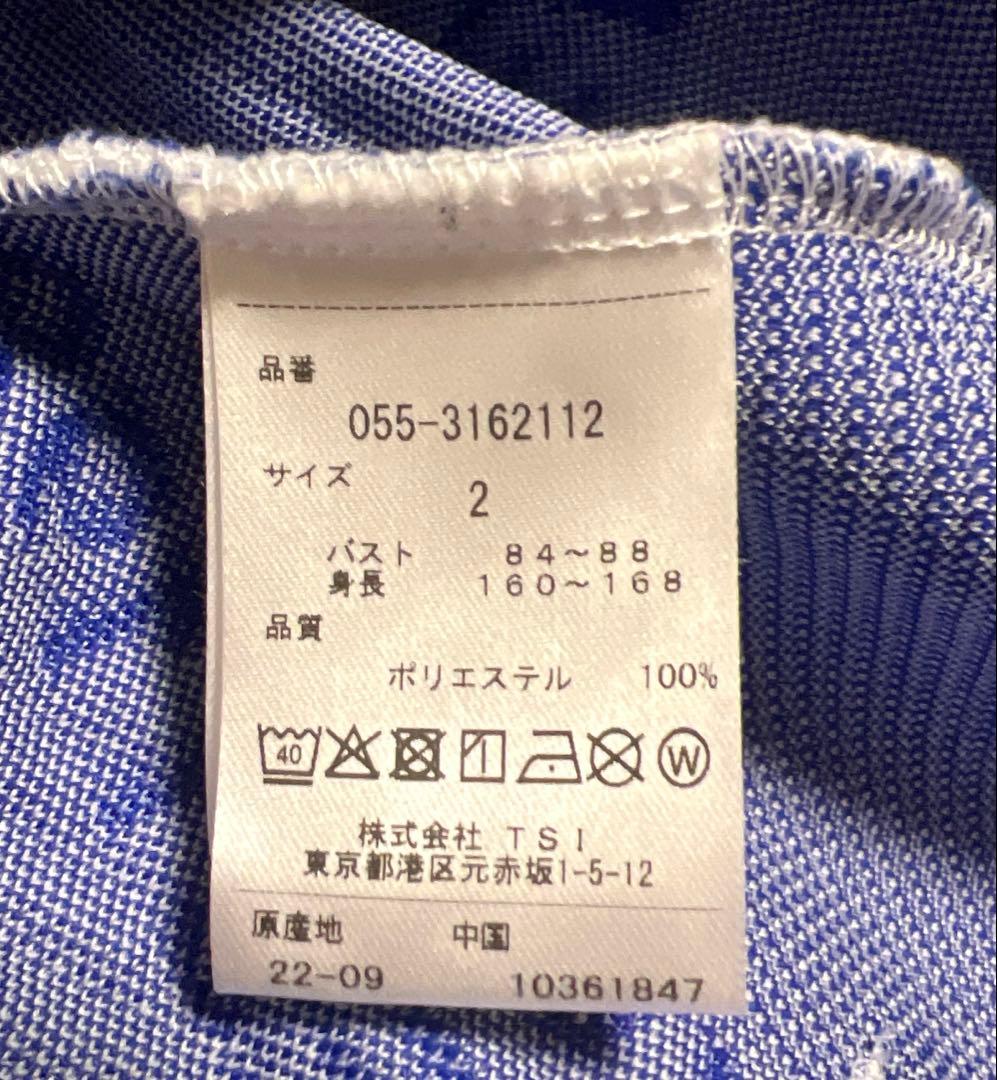 品番
055-3162112
サイズ
2
バスト 84～88
身長 160～168
品質
ポリエステル 100%
40 W
株式会社 TSI
東京都港区元赤坂1-5-12
原産地 中国
22-09 10361847